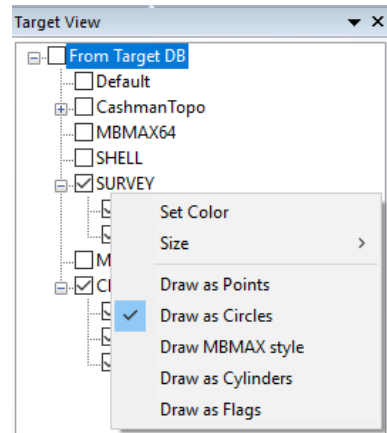 Target View
From Target DB
Default
CashmanTopo
MBMAX64
SHELL
SURVEY
Set Color
Size
M
Draw as Points
Draw as Circles
Draw MBMAX style
Draw as Cylinders
Draw as Flags